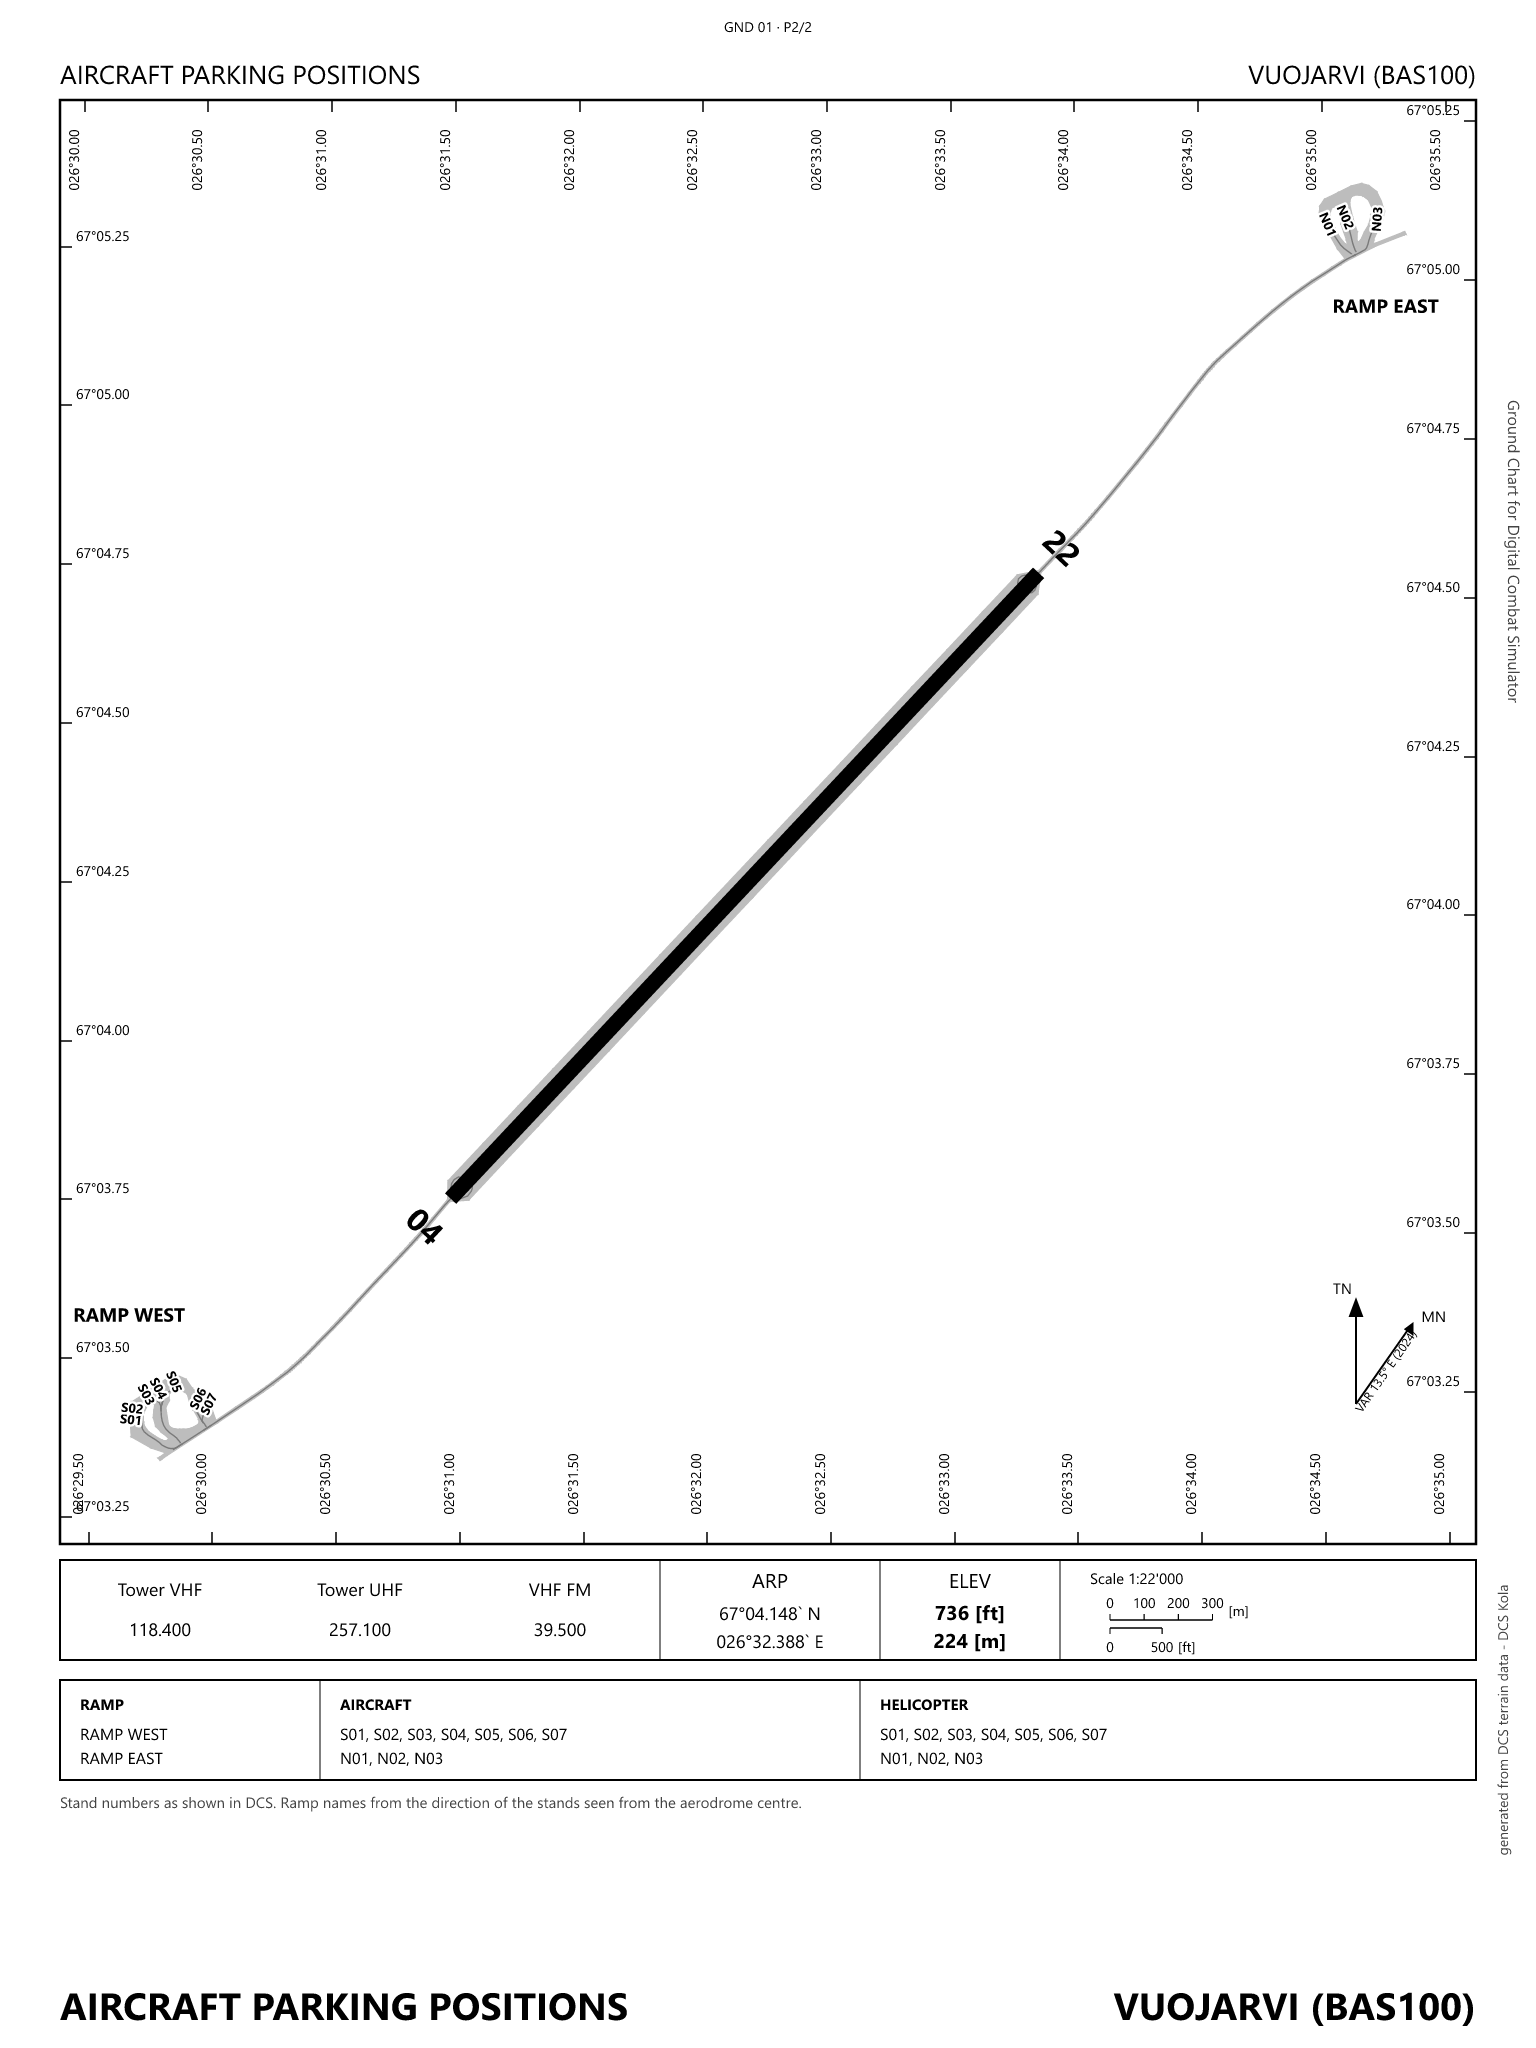 GND 01 · P2/2
AIRCRAFT PARKING POSITIONS
VUOJARVI (BAS100)
026°30.00
026°30.50
026°31.00
026°31.50
026°32.00
026°32.50
026°33.00
026°33.50
026°34.00
026°34.50
026°35.00
026°35.50
67°05.25
67°05.25
67°05.00
67°04.75
67°04.50
67°04.25
67°04.00
67°03.75
67°03.50
67°03.25
67°05.00
67°04.75
67°04.50
67°04.25
67°04.00
67°03.75
67°03.50
67°03.25
N01
N02
N03
RAMP EAST
22
04
RAMP WEST
S05
S04
S03
S02
S01
S06
S07
TN
MN
VAR 13.5° E (2024)
026°29.50
026°30.00
026°30.50
026°31.00
026°31.50
026°32.00
026°32.50
026°33.00
026°33.50
026°34.00
026°34.50
026°35.00
Tower VHF
118.400
Tower UHF
257.100
VHF FM
39.500
ARP
67°04.148` N
026°32.388` E
ELEV
736 [ft]
224 [m]
Scale 1:22'000
0 100 200 300 [m]
0 500 [ft]
RAMP AIRCRAFT HELICOPTER
RAMP WEST S01, S02, S03, S04, S05, S06, S07 S01, S02, S03, S04, S05, S06, S07
RAMP EAST N01, N02, N03 N01, N02, N03
Stand numbers as shown in DCS. Ramp names from the direction of the stands seen from the aerodrome centre.
Ground Chart for Digital Combat Simulator
generated from DCS terrain data - DCS Kola
AIRCRAFT PARKING POSITIONS
VUOJARVI (BAS100)